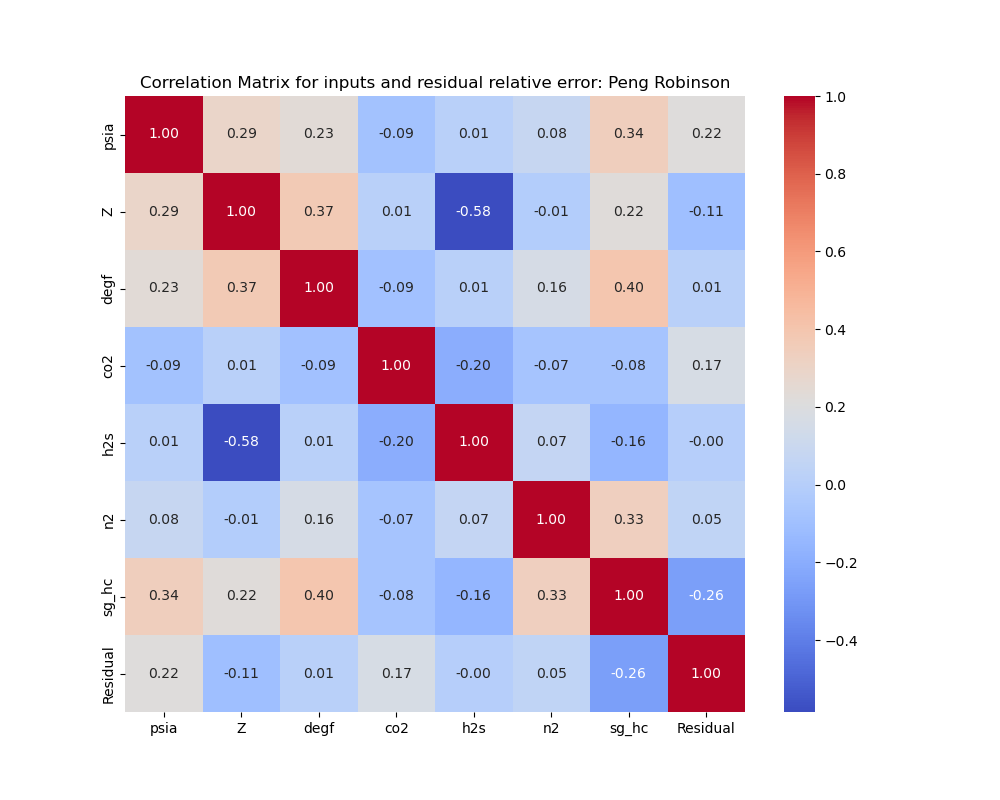 Correlation Matrix for inputs and residual relative error: Peng Robinson
psia 1.00 0.29 0.23 -0.09 0.01 0.08 0.34 0.22
Z 0.29 1.00 0.37 0.01 -0.58 -0.01 0.22 -0.11
degf 0.23 0.37 1.00 -0.09 0.01 0.16 0.40 0.01
co2 -0.09 0.01 -0.09 1.00 -0.20 -0.07 -0.08 0.17
h2s 0.01 -0.58 0.01 -0.20 1.00 0.07 -0.16 -0.00
n2 0.08 -0.01 0.16 -0.07 0.07 1.00 0.33 0.05
sg_hc 0.34 0.22 0.40 -0.08 -0.16 0.33 1.00 -0.26
Residual 0.22 -0.11 0.01 0.17 -0.00 0.05 -0.26 1.00
psia Z degf co2 h2s n2 sg_hc Residual
1.0
0.8
0.6
0.4
0.2
0.0
−0.2
−0.4